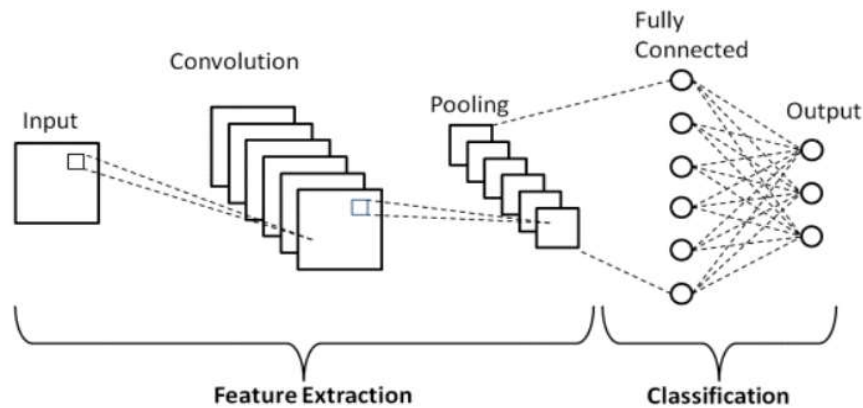 Fully
Connected
Convolution
Pooling
Input
Output
Feature Extraction
Classification